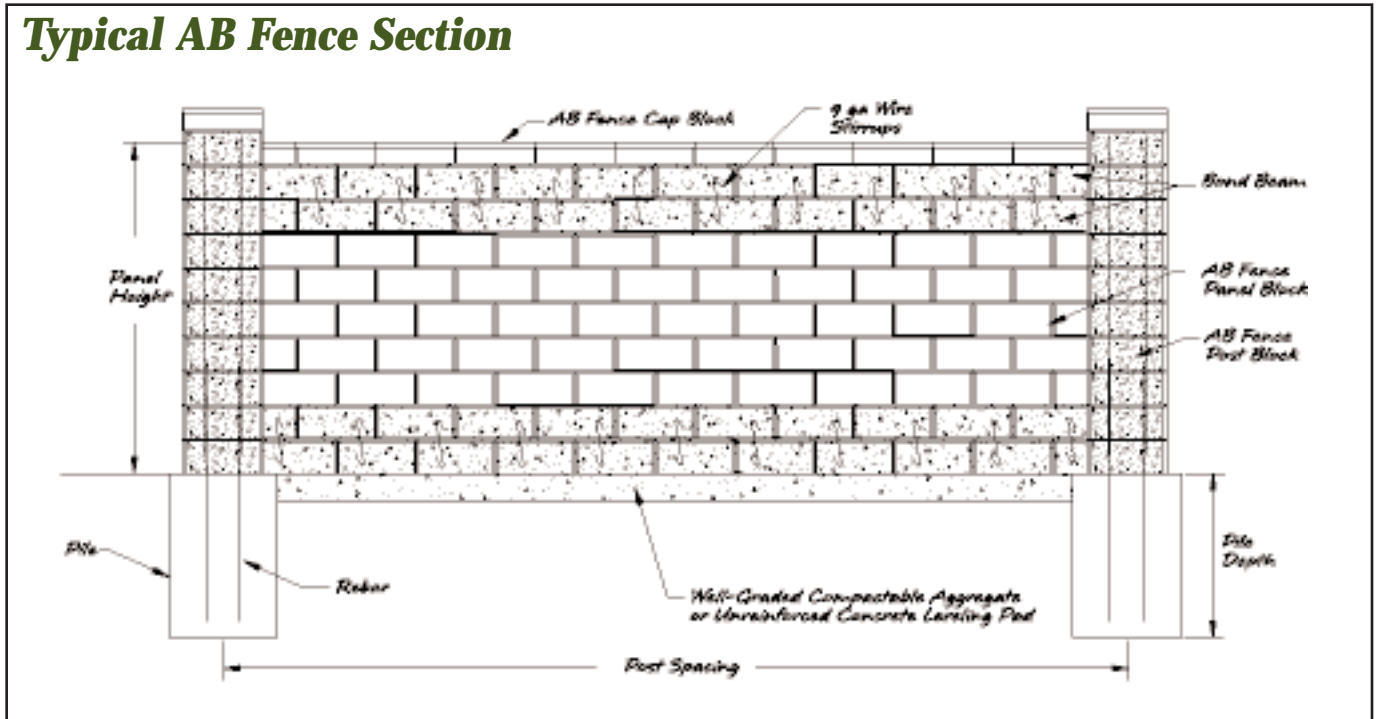 Typical AB Fence Section
AB Fence Cap Block
9 ga Wire
Stirrups
Bond Beam
Panel
Height
AB Fence
Panel Block
AB Fence
Post Block
Pile
Rebar
Pile
Depth
Well-Graded Compactable Aggregate
or Unreinforced Concrete Leveling Pad
Post Spacing